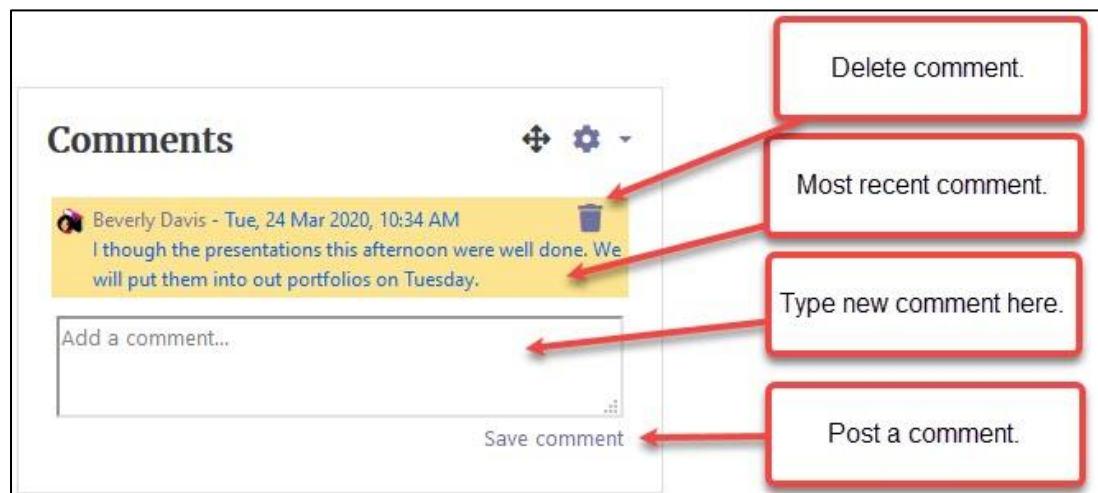 Delete comment.
Comments
Most recent comment.
Beverly Davis - Tue, 24 Mar 2020, 10:34 AM
I though the presentations this afternoon were well done. We
will put them into out portfolios on Tuesday.
Type new comment here.
Add a comment...
Save comment
Post a comment.